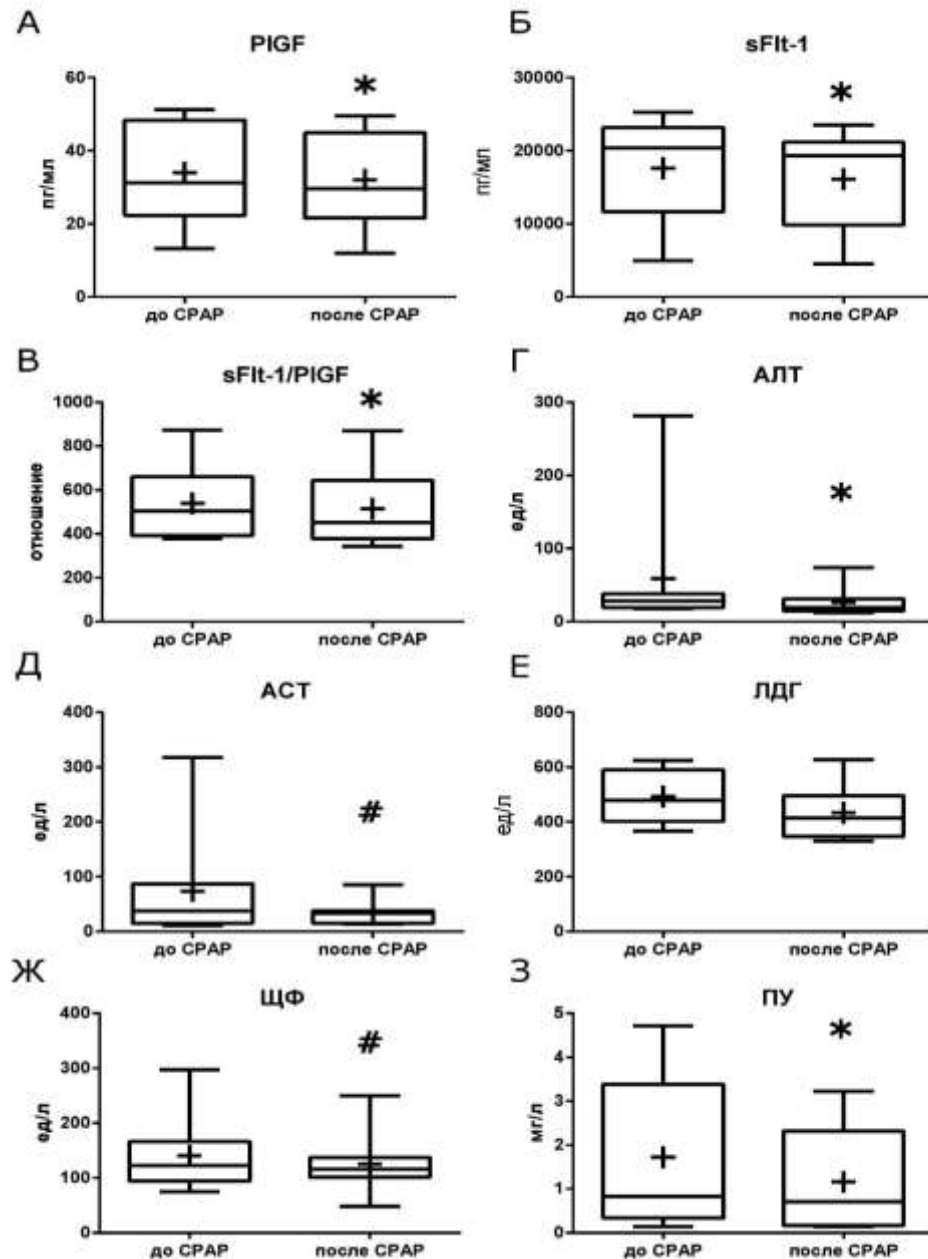 А
PIGF
60
40
20
0
пг/мл
*
до CPAP
после CPAP
Б
sFlt-1
30000
20000
10000
0
пг/мл
*
до CPAP
после CPAP
В
sFlt-1/PIGF
1000
800
600
400
200
0
отношение
*
до CPAP
после CPAP
Г
АЛТ
300
200
100
0
ед/л
*
до CPAP
после CPAP
Д
АСТ
400
300
200
100
0
ед/л
#
до CPAP
после CPAP
Е
ЛДГ
800
600
400
200
0
ед/л
до CPAP
после CPAP
Ж
ЩФ
400
300
200
100
0
ед/л
#
до CPAP
после CPAP
З
ПУ
5
4
3
2
1
0
мг/л
*
до CPAP
после CPAP